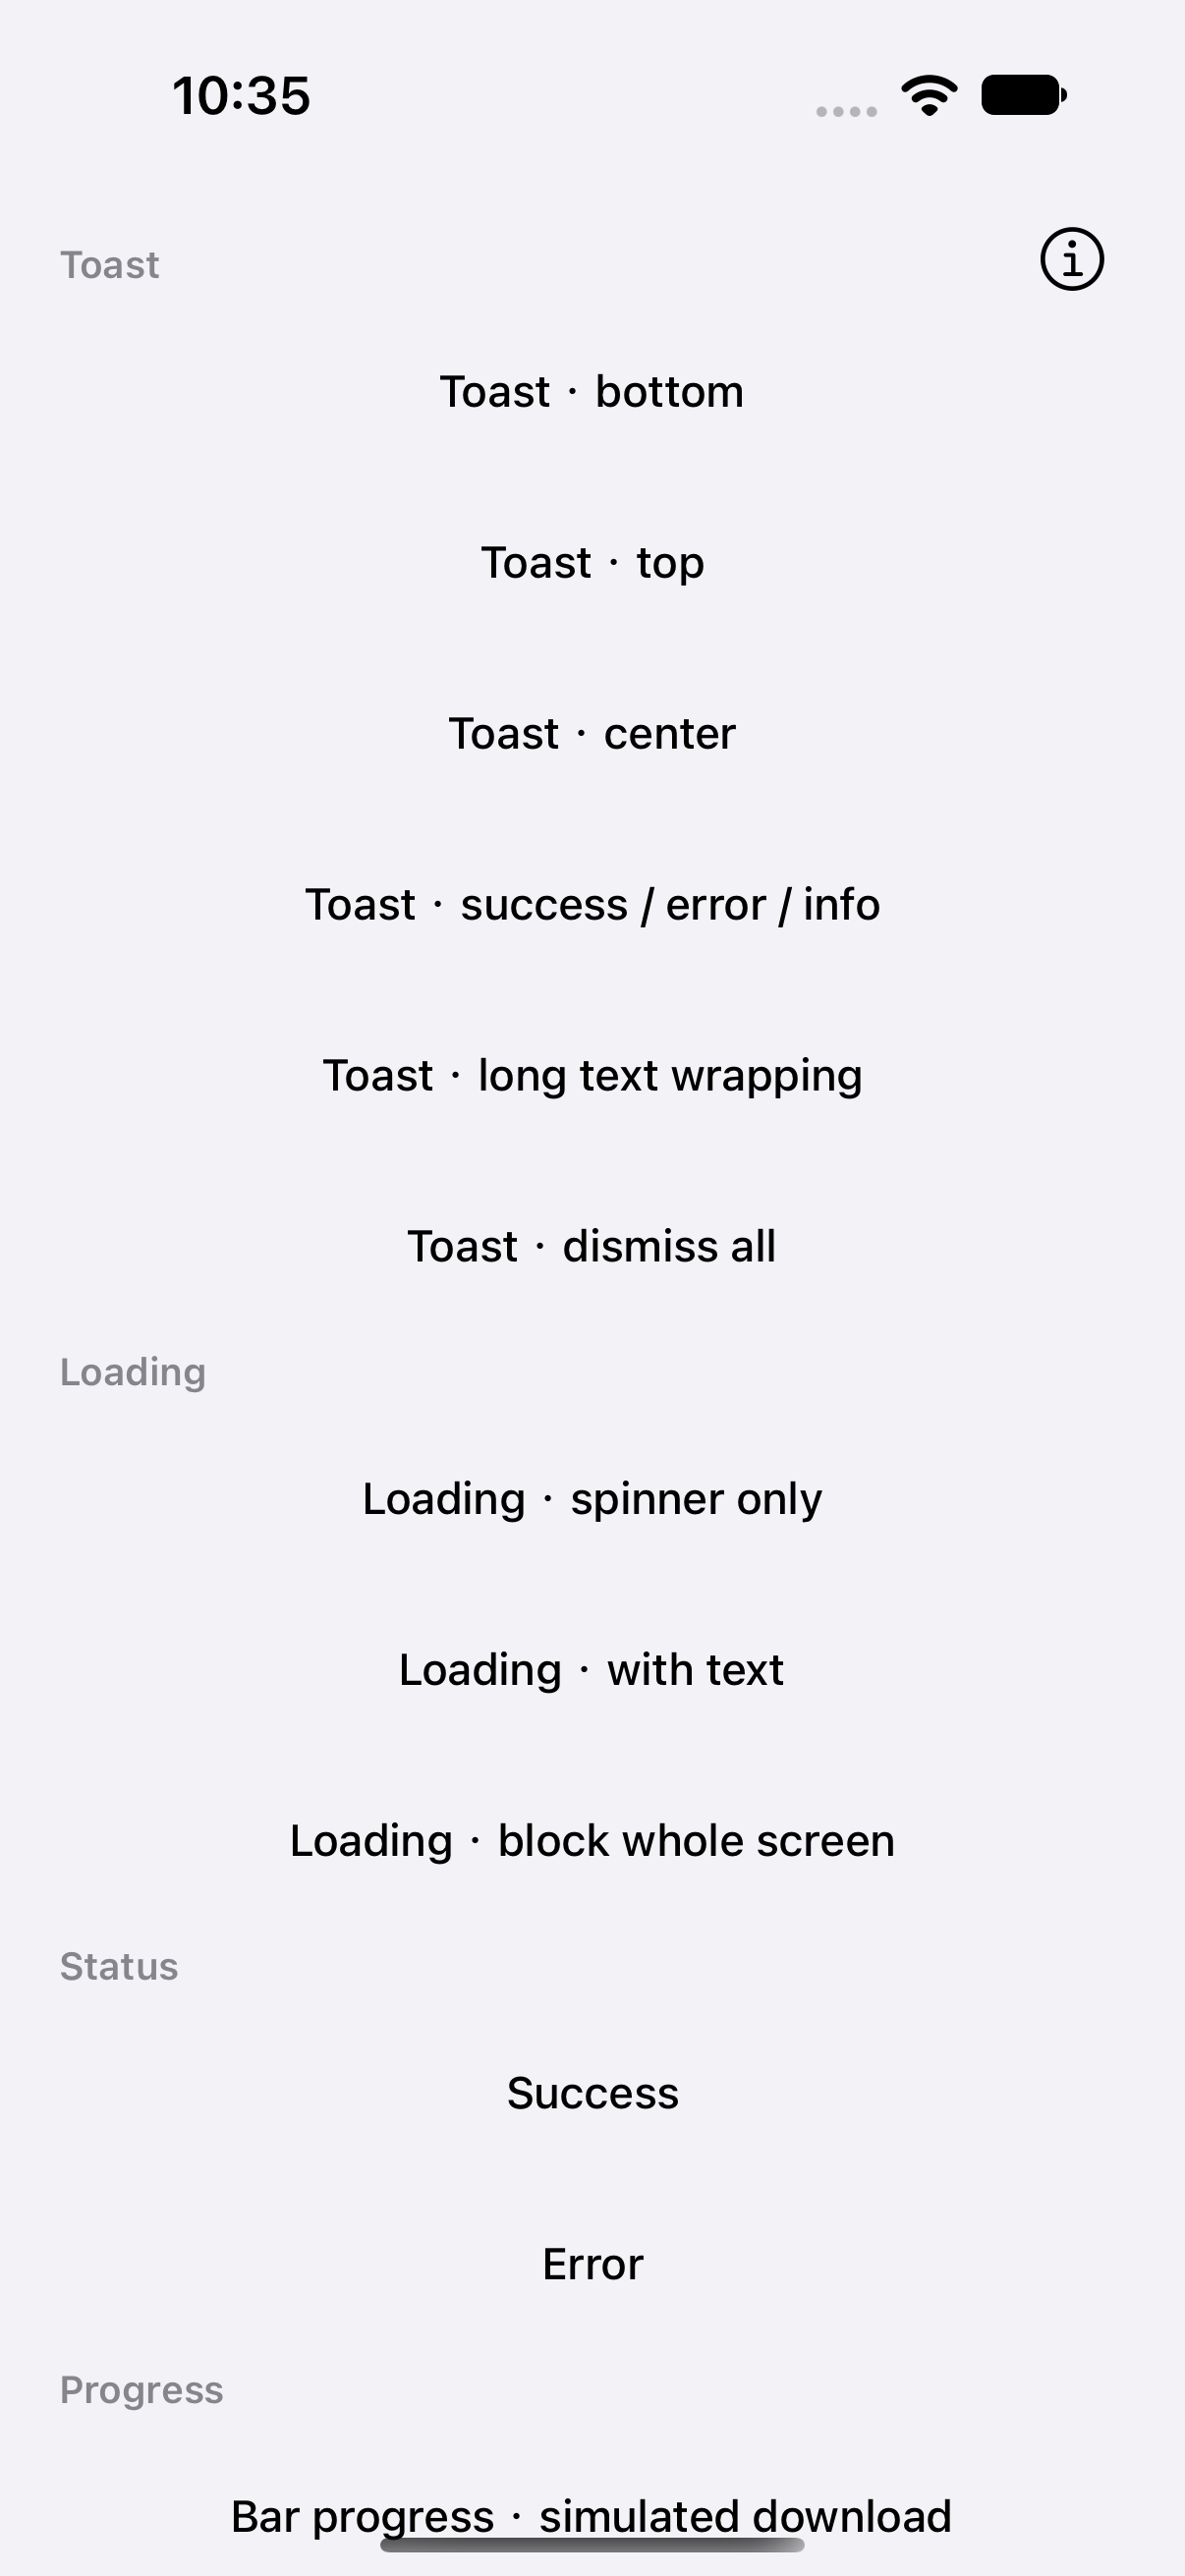 10:35
Toast
Toast · bottom
Toast · top
Toast · center
Toast · success / error / info
Toast · long text wrapping
Toast · dismiss all
Loading
Loading · spinner only
Loading · with text
Loading · block whole screen
Status
Success
Error
Progress
Bar progress · simulated download